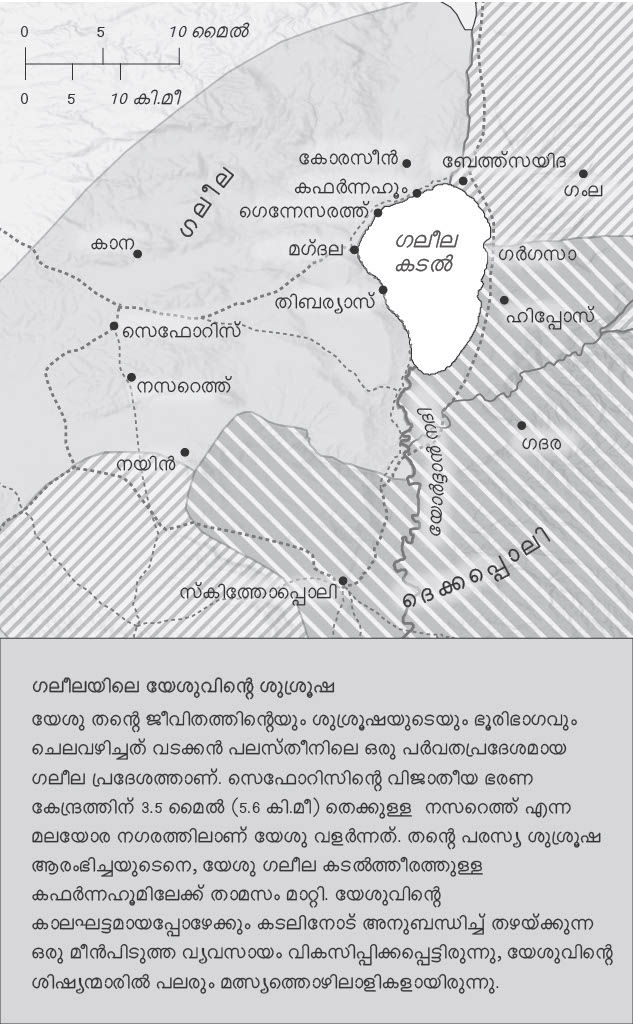 0 5 10 മൈൽ
0 5 10 കി.മീ
ഗലീല
കോരസീൻ
ബേത്ത്സയിദ
കഫർന്നഹൂം
ഗംല
ഗെന്നേസരത്ത്
കാന
മഗ്ദല
ഗലീല
കടൽ
ഗർഗസാ
തിബര്യാസ്
ഹിപ്പോസ്
സെഫോറിസ്
നസറെത്ത്
യോർദ്ദാൻ നദി
ഗദര
നയിൻ
ദെക്കപ്പൊലി
സ്കിത്തോപ്പൊലി
ഗലീലയിലെ യേശുവിന്റെ ശുശ്രൂഷ
യേശു തന്റെ ജീവിതത്തിന്റെയും ശുശ്രൂഷയുടെയും ഭൂരിഭാഗവും
ചെലവഴിച്ചത് വടക്കൻ പലസ്തീനിലെ ഒരു പർവതപ്രദേശമായ
ഗലീല പ്രദേശത്താണ്. സെഫോറിസിന്റെ വിജാതീയ ഭരണ
കേന്ദ്രത്തിന് 3.5 മൈൽ (5.6 കി.മീ) തെക്കുള്ള നസറെത്ത് എന്ന
മലയോര നഗരത്തിലാണ് യേശു വളർന്നത്. തന്റെ പരസ്യ ശുശ്രൂഷ
ആരംഭിച്ചയുടെനെ, യേശു ഗലീല കടൽത്തീരത്തുള്ള
കഫർന്നഹൂമിലേക്ക് താമസം മാറ്റി. യേശുവിന്റെ
കാലഘട്ടമായപ്പോഴേക്കും കടലിനോട് അനുബന്ധിച്ച് തഴയ്ക്കുന്ന
ഒരു മീൻപിടുത്ത വ്യവസായം വികസിപ്പിക്കപ്പെട്ടിരുന്നു, യേശുവിന്റെ
ശിഷ്യന്മാരിൽ പലരും മത്സ്യത്തൊഴിലാളികളായിരുന്നു.